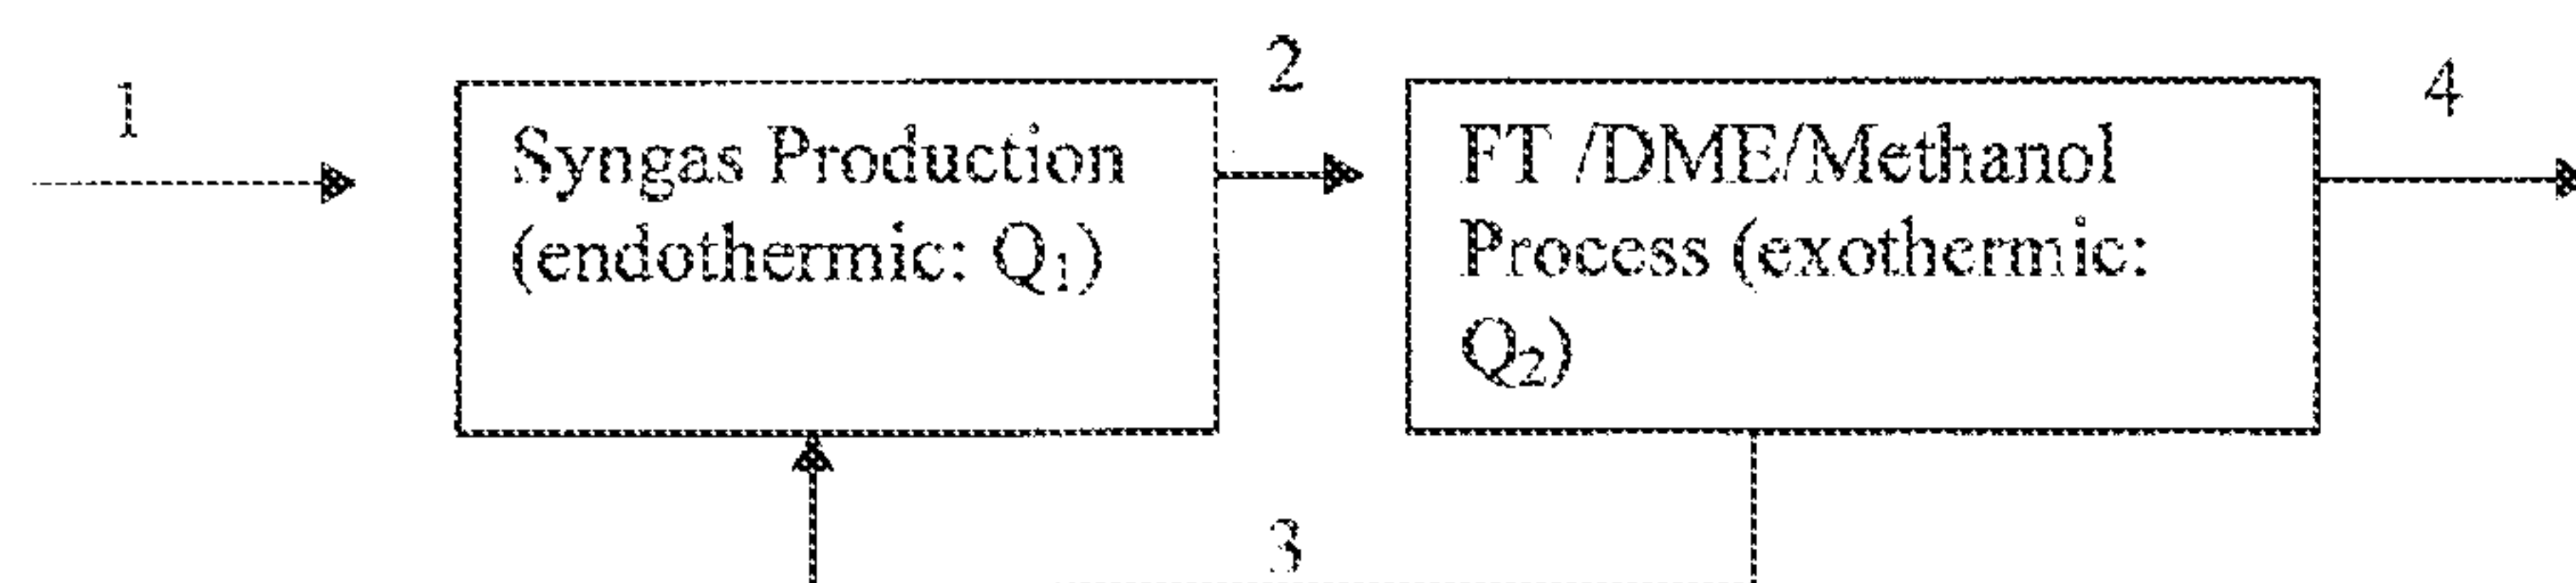 1
2
4
Syngas Production
(endothermic: Q₁)
FT /DME/Methanol
Process (exothermic:
Q₂)
3